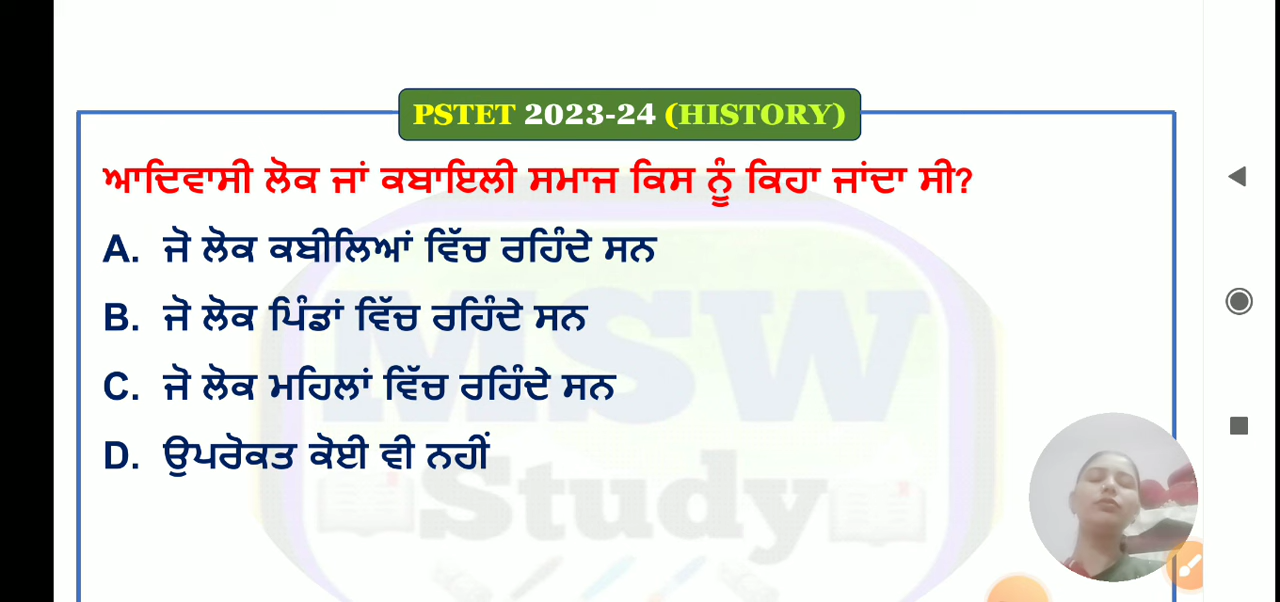 PSTET 2023-24 (HISTORY)
ਆਦਿਵਾਸੀ ਲੋਕ ਜਾਂ ਕਬਾਇਲੀ ਸਮਾਜ ਕਿਸ ਨੂੰ ਕਿਹਾ ਜਾਂਦਾ ਸੀ?
A. ਜੋ ਲੋਕ ਕਬੀਲਿਆਂ ਵਿੱਚ ਰਹਿੰਦੇ ਸਨ
B. ਜੋ ਲੋਕ ਪਿੰਡਾਂ ਵਿੱਚ ਰਹਿੰਦੇ ਸਨ
C. ਜੋ ਲੋਕ ਮਹਿਲਾਂ ਵਿੱਚ ਰਹਿੰਦੇ ਸਨ
D. ਉਪਰੋਕਤ ਕੋਈ ਵੀ ਨਹੀਂ
MSW
Study